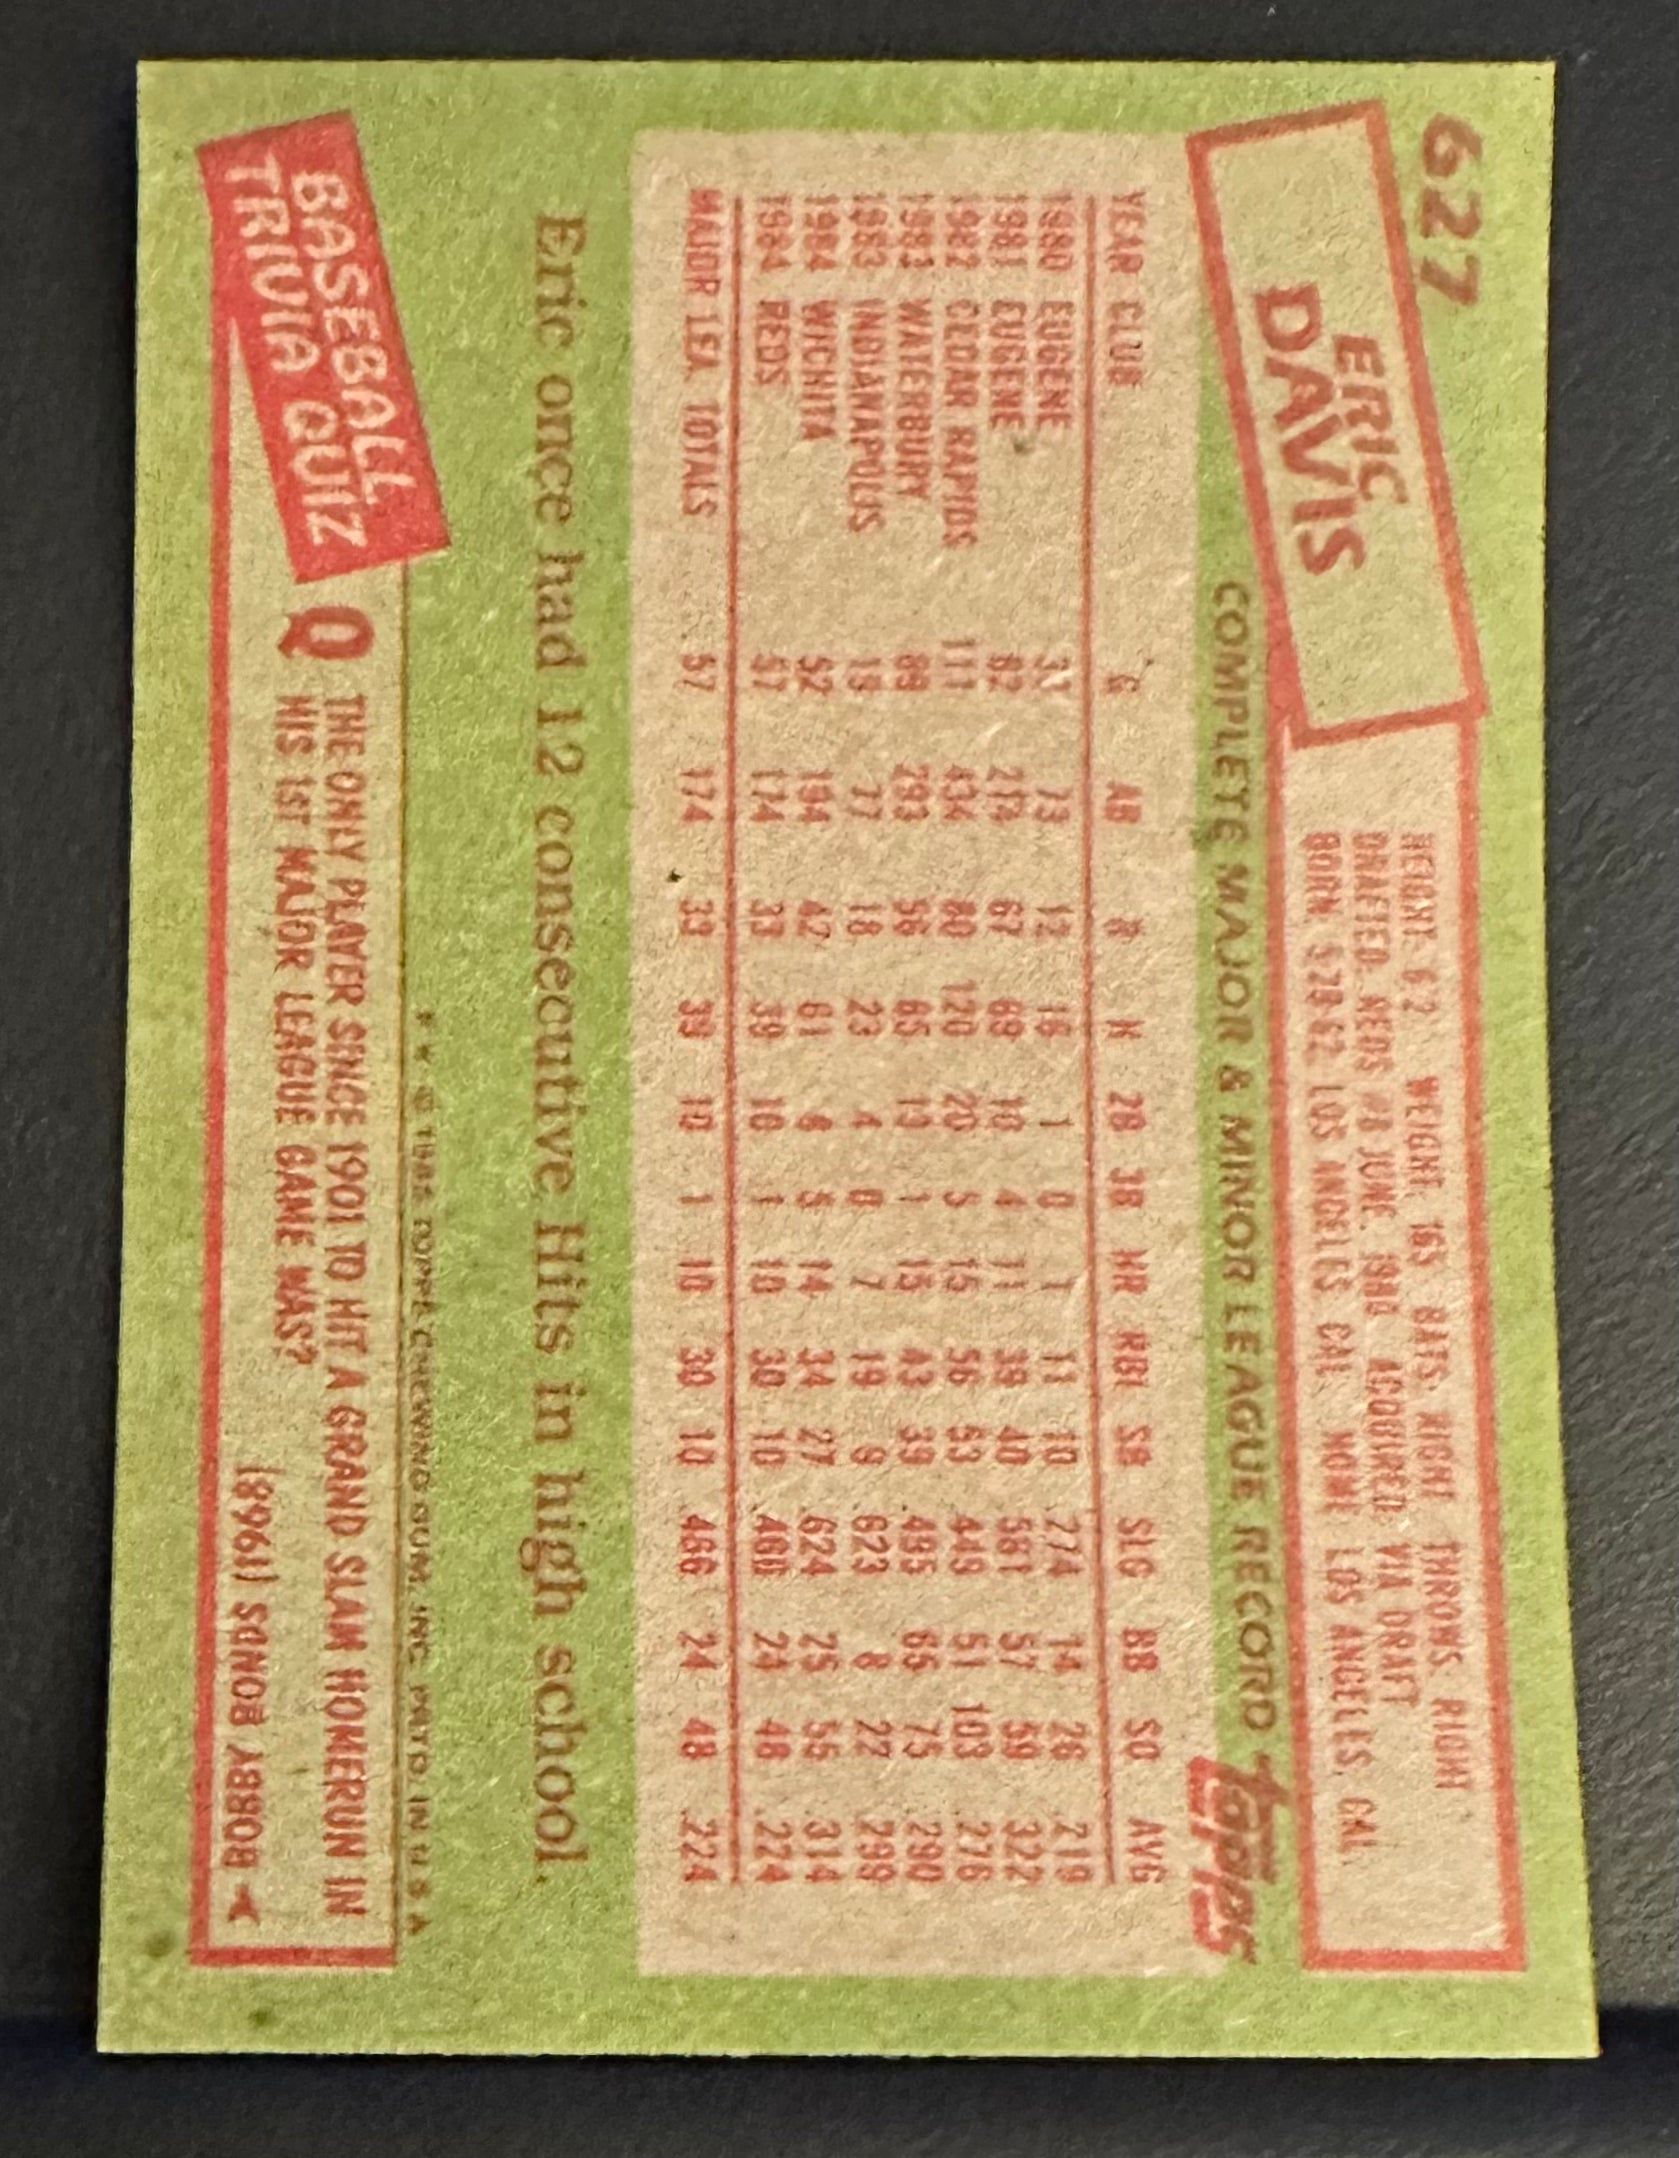 627
ERIC
DAVIS
HEIGHT: 6'2" WEIGHT: 165 BATS: RIGHT THROWS: RIGHT
DRAFTED: REDS #8 JUNE, 1980 ACQUIRED: VIA DRAFT
BORN: 5-28-62, LOS ANGELES, CAL. HOME: LOS ANGELES, CAL.
COMPLETE MAJOR & MINOR LEAGUE RECORD Topps
YEAR CLUB G AB R H 2B 3B HR RBI SB SLG BB SO AVG
1980 EUGENE 73 12 16 1 0 1 11 10 .274 14 26 .219
1981 EUGENE 214 67 69 10 4 11 39 40 .561 57 59 .322
1982 CEDAR RAPIDS 111 434 80 120 20 5 15 56 53 .449 51 103 .276
1983 WATERBURY 293 56 65 1 15 43 39 65 75 .290
1983 INDIANAPOLIS 77 18 23 4 0 7 19 9 .623 8 22 .299
1984 WICHITA 52 194 42 61 5 14 34 27 .624 25 55 .314
1984 REDS 57 174 33 39 10 1 10 30 10 24 48 .224
MAJOR LEA. TOTALS 57 174 33 39 10 1 10 30 10 .466 24 48 .224
Eric once had 12 consecutive Hits in high school.
* * © 1985 TOPPS CHEWING GUM, INC. PRTD. IN U.S.A.
BASEBALL
TRIVIA QUIZ
Q THE ONLY PLAYER SINCE 1901 TO HIT A GRAND SLAM HOMERUN IN
HIS 1ST MAJOR LEAGUE GAME WAS?
A BOBBY BONDS (1968)